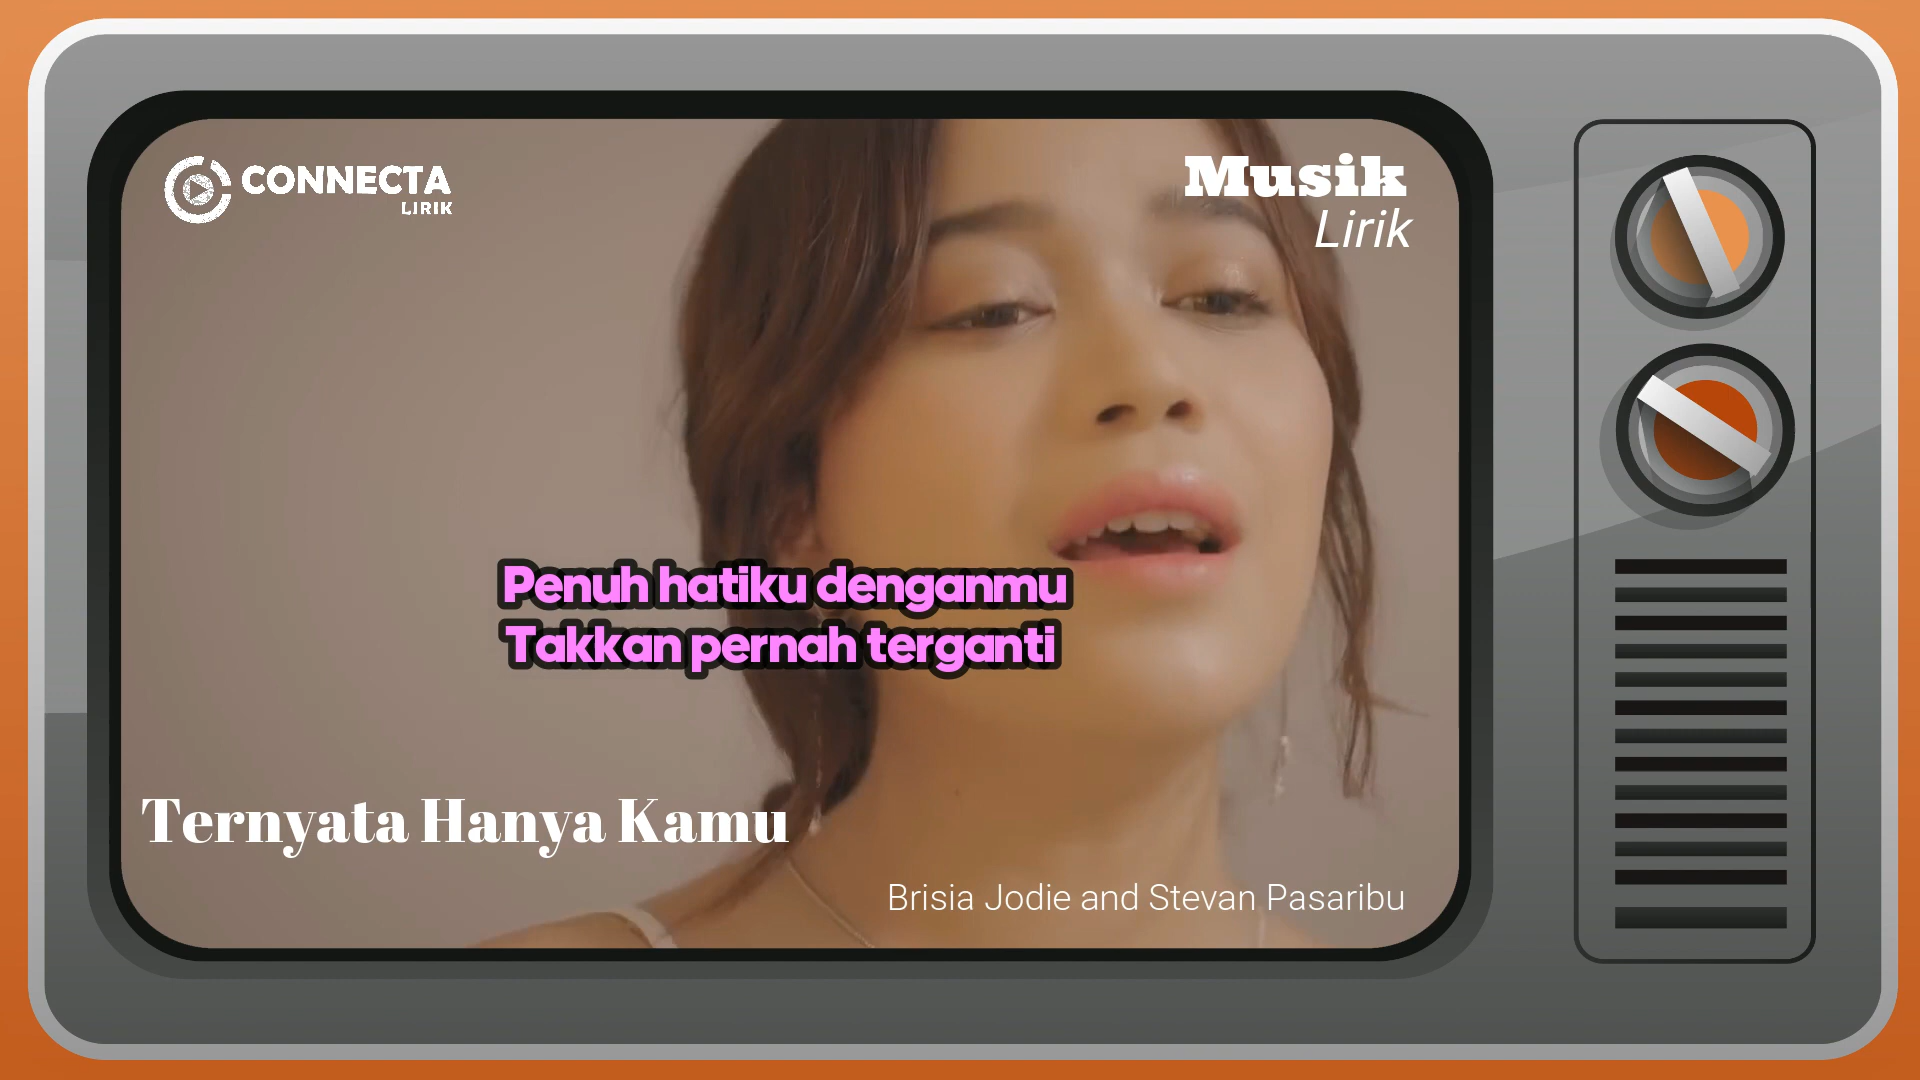 CONNECTA
LIRIK
Musik
Lirik
Penuh hatiku denganmu
Takkan pernah terganti
Ternyata Hanya Kamu
Brisia Jodie and Stevan Pasaribu